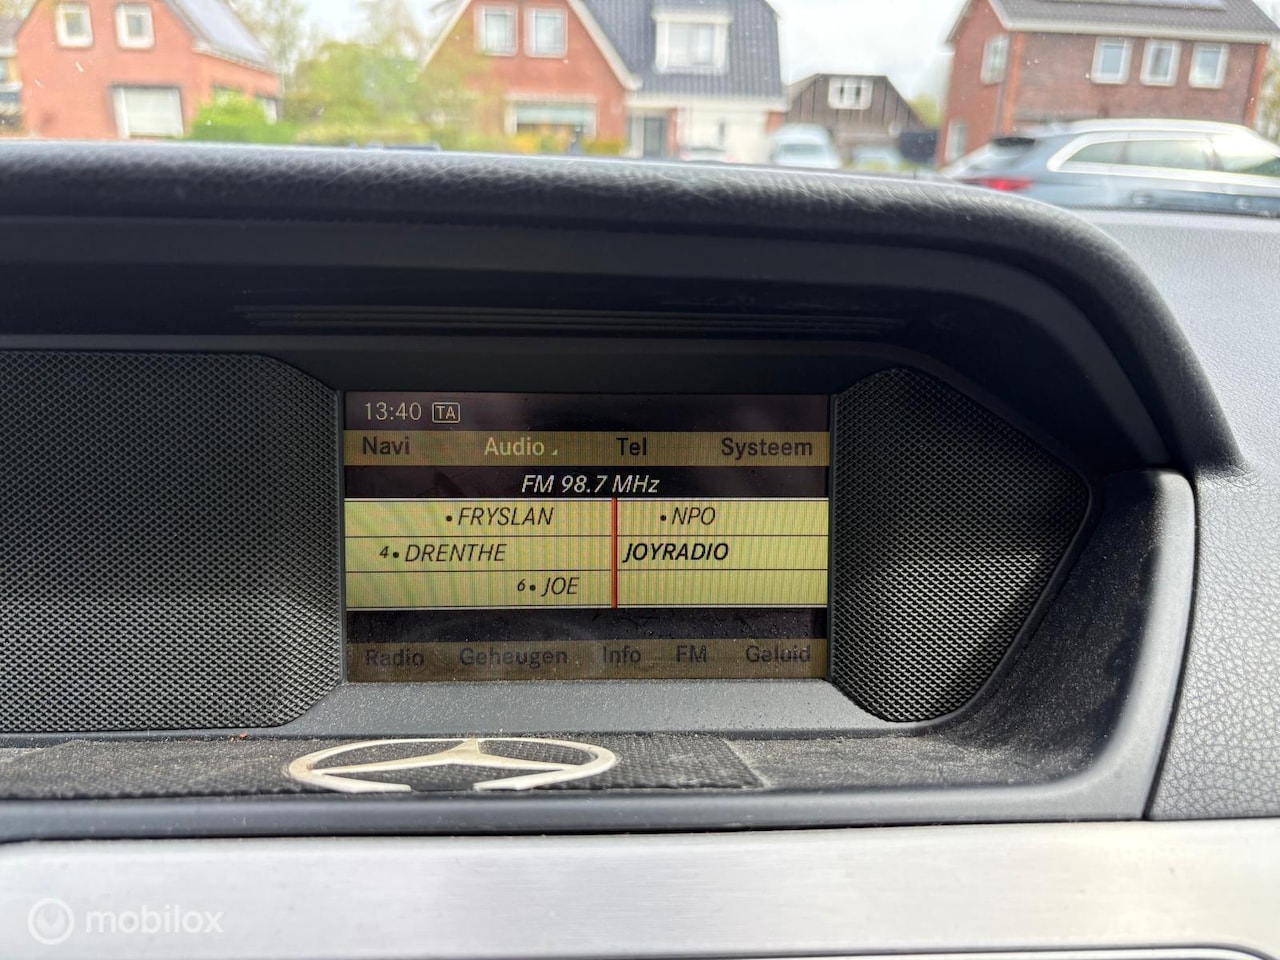 13:40 TA
Navi Audio Tel Systeem
FM 98.7 MHz
•FRYSLAN •NPO
4•DRENTHE JOYRADIO
6•JOE
Radio Geheugen Info FM Geluid
mobilox